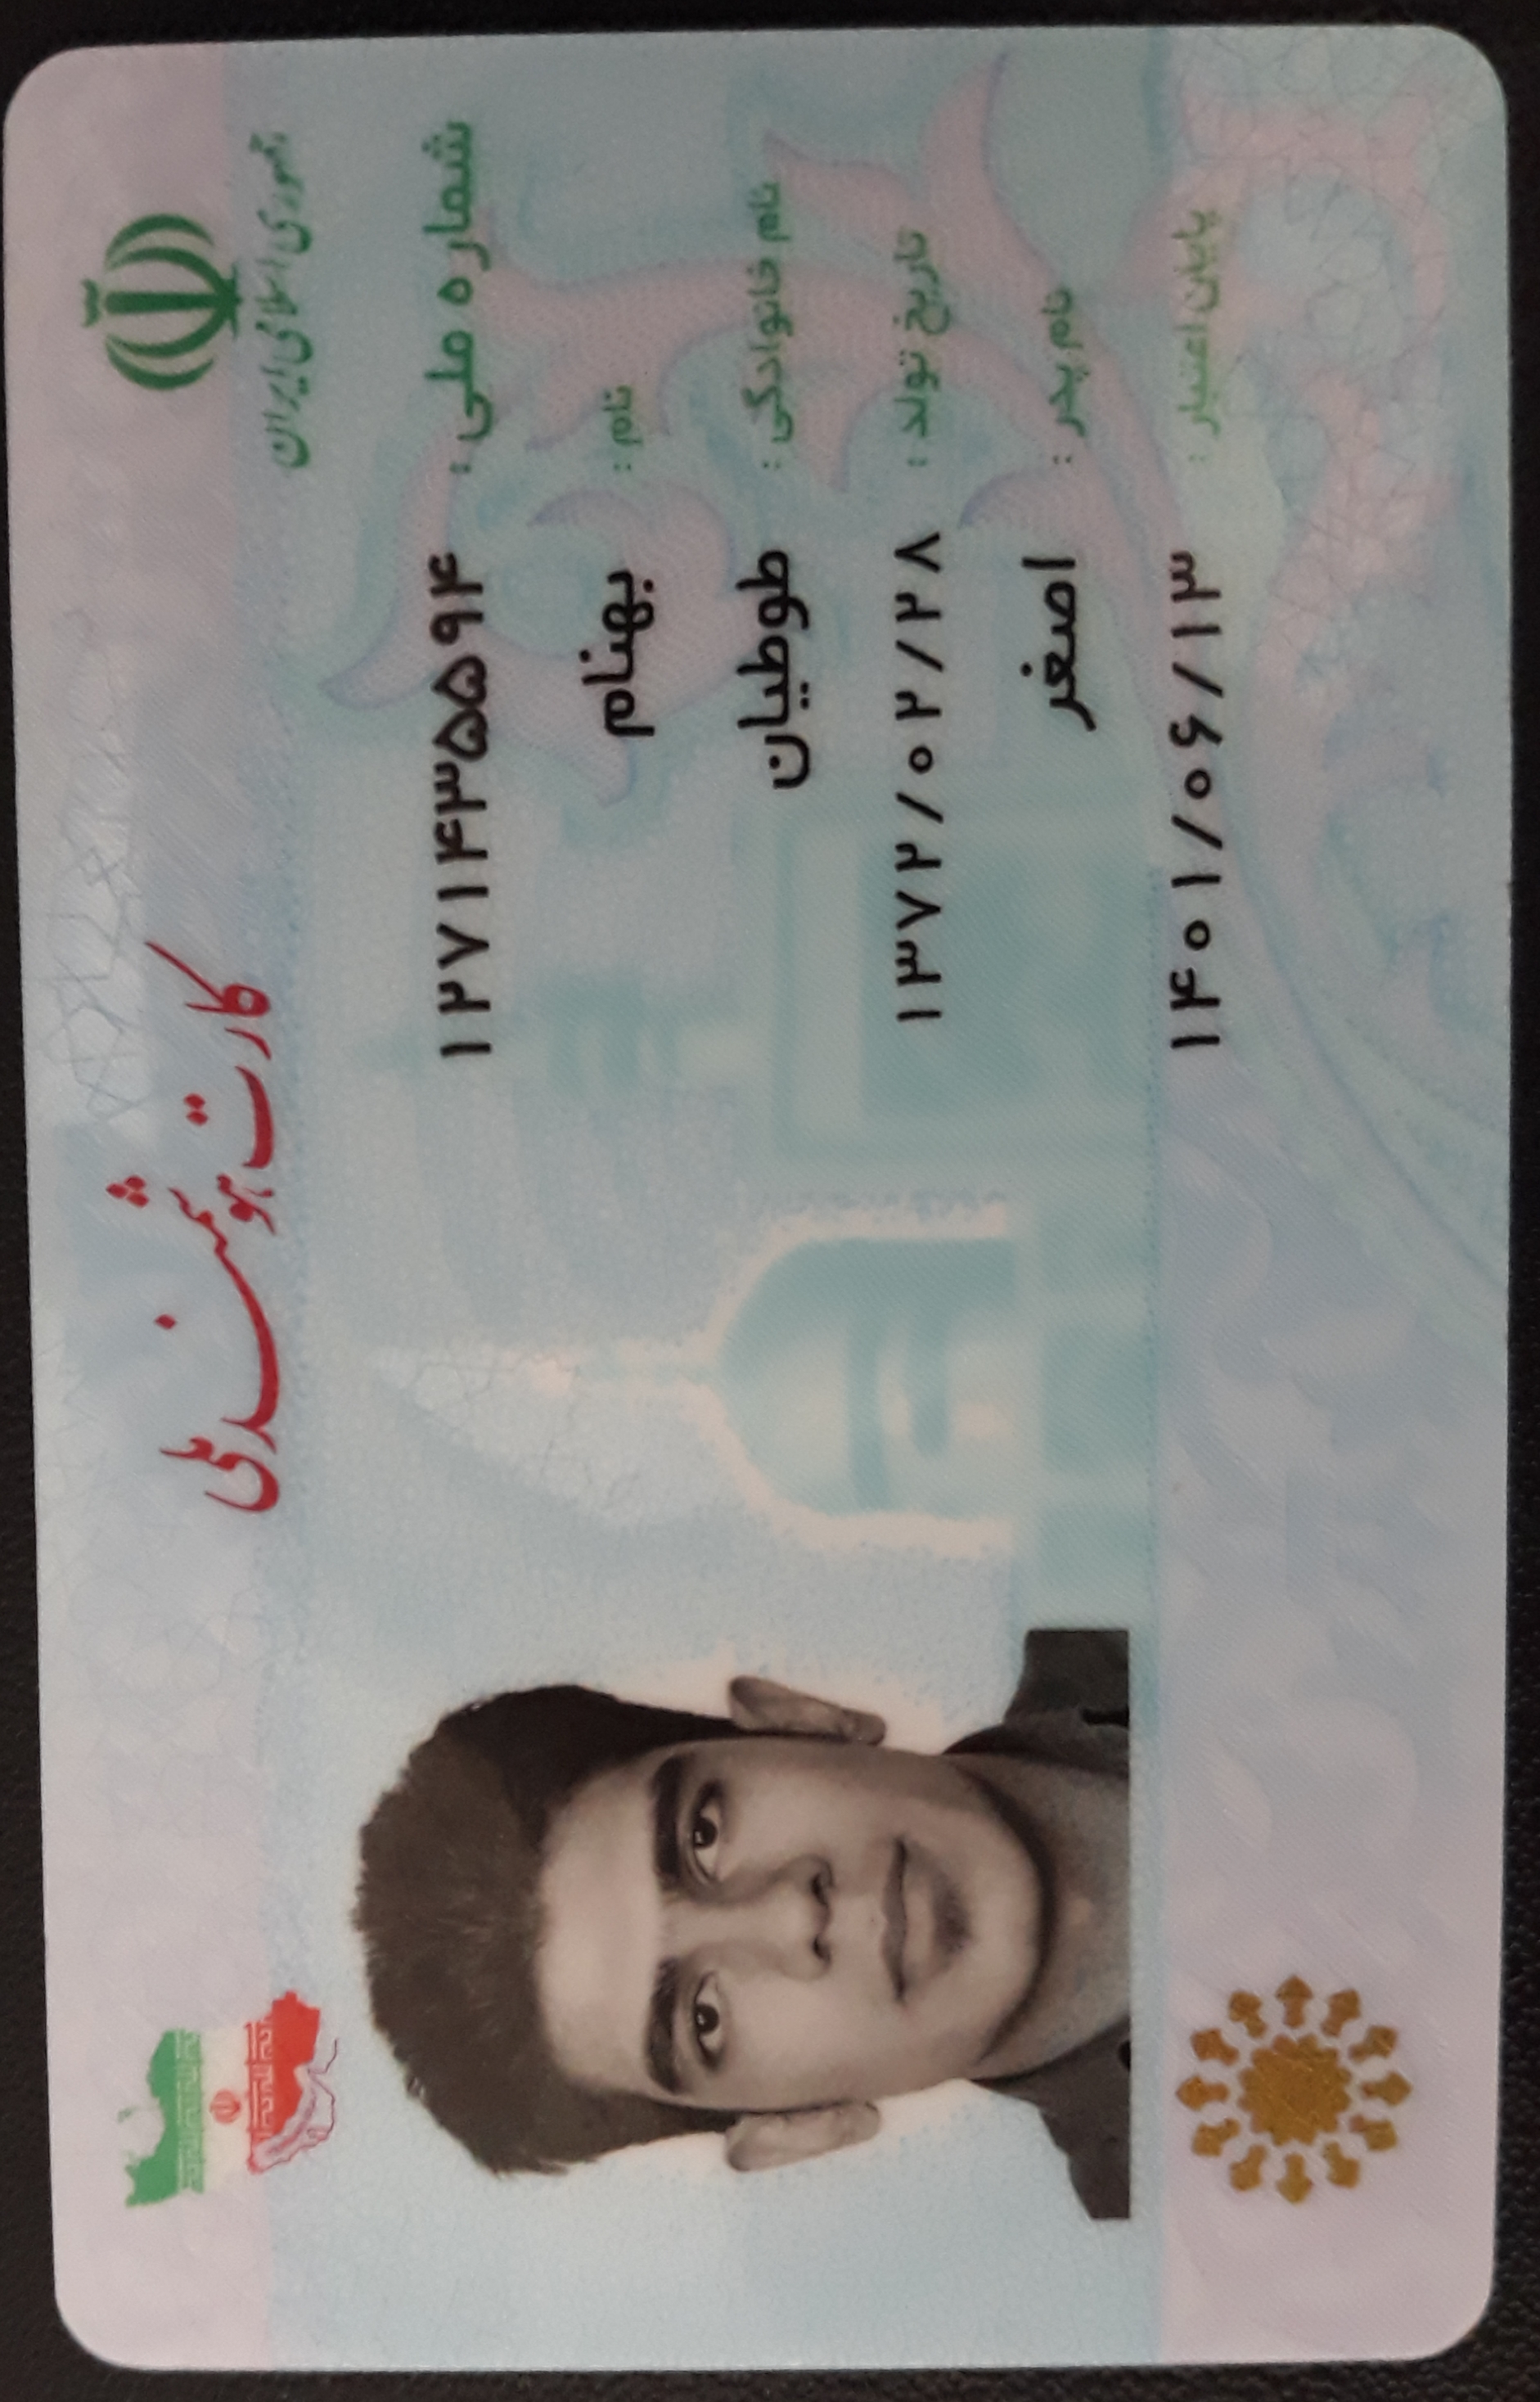 جمهوری اسلامی ایران
کارت هوشمند ملی
شماره ملی : ۱۲۷۱۴۳۵۵۹۴
نام : بهنام
نام خانوادگی : طوطیان
تاریخ تولد : ۱۳۷۲/۰۲/۲۸
نام پدر : اصغر
پایان اعتبار : ۱۴۰۱/۰۶/۱۳